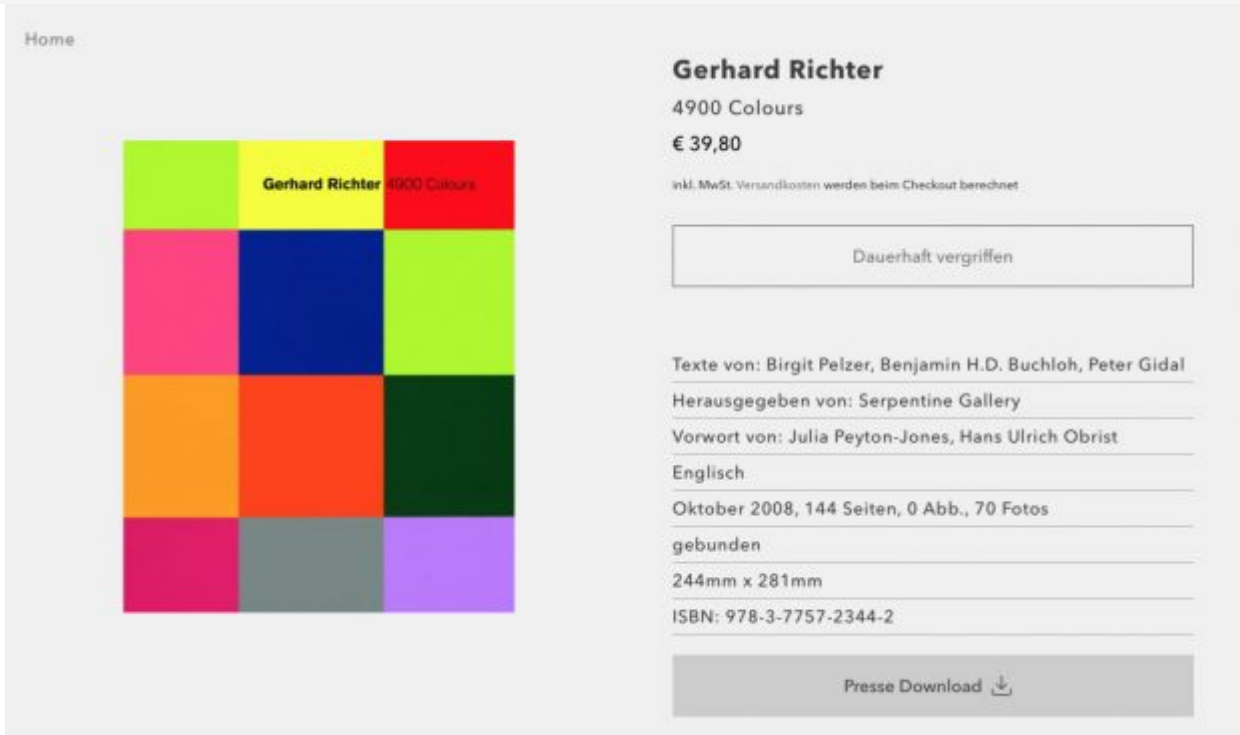 Home
Gerhard Richter 4900 Colours
Gerhard Richter
4900 Colours
€ 39,80
inkl. MwSt. Versandkosten werden beim Checkout berechnet
Dauerhaft vergriffen
Texte von: Birgit Pelzer, Benjamin H.D. Buchloh, Peter Gidal
Herausgegeben von: Serpentine Gallery
Vorwort von: Julia Peyton-Jones, Hans Ulrich Obrist
Englisch
Oktober 2008, 144 Seiten, 0 Abb., 70 Fotos
gebunden
244mm x 281mm
ISBN: 978-3-7757-2344-2
Presse Download